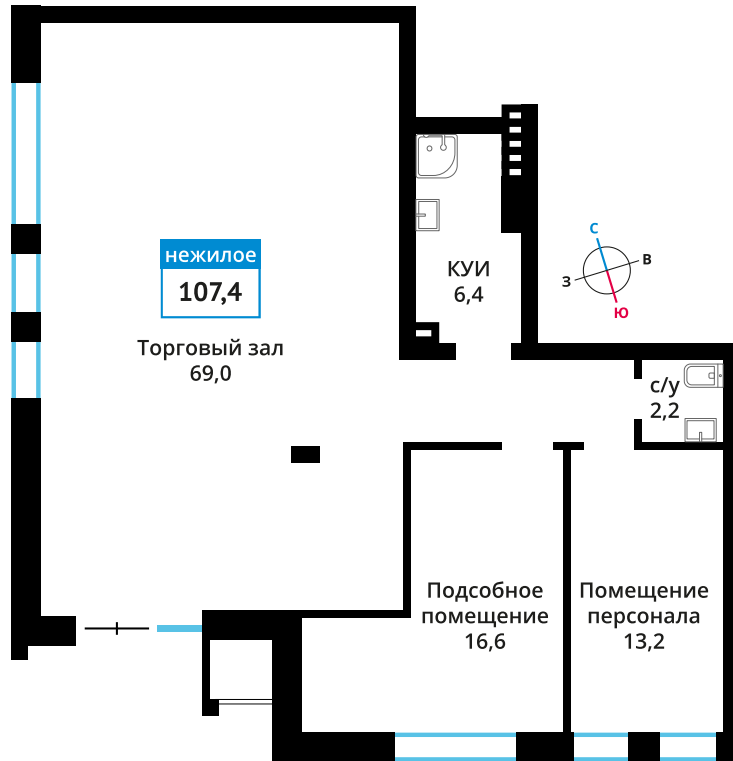 нежилое
107,4
Торговый зал
69,0
КУИ
6,4
С
В
З
Ю
с/у
2,2
Подсобное
помещение
16,6
Помещение
персонала
13,2